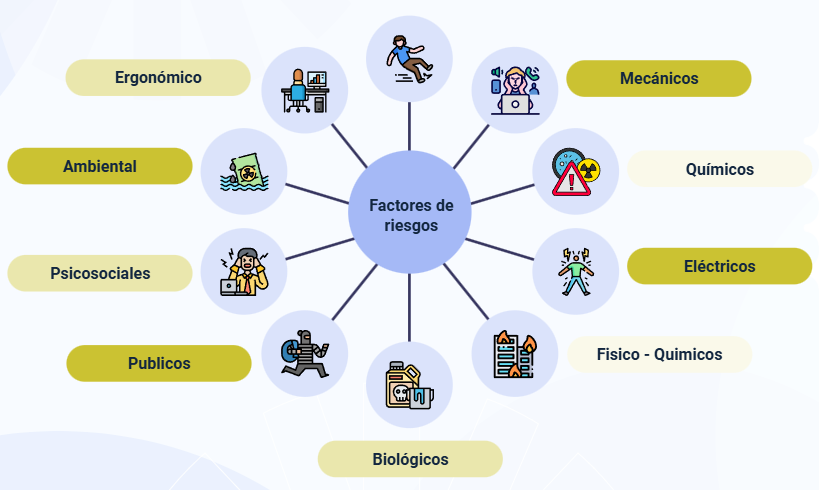 Ergonómico
Mecánicos
Ambiental
Químicos
Factores de
riesgos
Psicosociales
Eléctricos
Publicos
Fisico - Quimicos
Biológicos